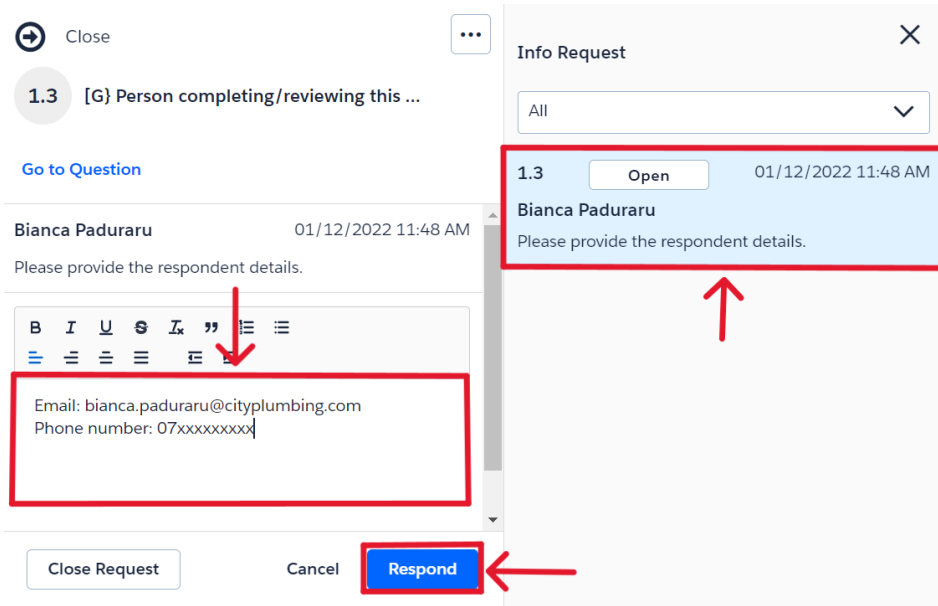 Close
...
1.3 [G} Person completing/reviewing this ...
Go to Question
Bianca Paduraru 01/12/2022 11:48 AM
Please provide the respondent details.
B I U S Tx
Email: bianca.paduraru@cityplumbing.com
Phone number: 07xxxxxxxxx
Close Request Cancel Respond
Info Request
All
1.3 Open 01/12/2022 11:48 AM
Bianca Paduraru
Please provide the respondent details.